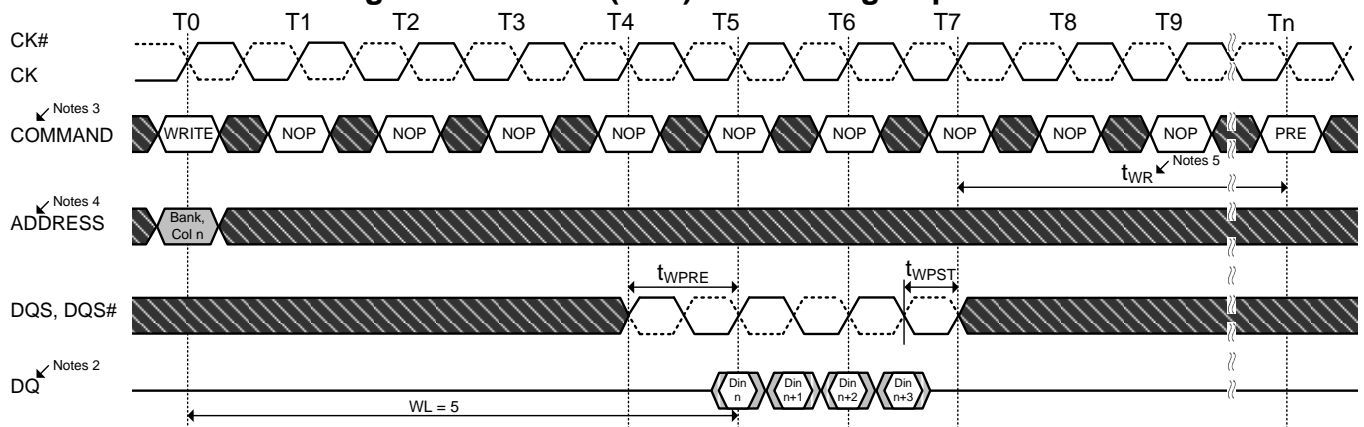 T0 T1 T2 T3 T4 T5 T6 T7 T8 T9 Tn
CK#
CK
Notes 3
COMMAND WRITE NOP NOP NOP NOP NOP NOP NOP NOP NOP PRE
tWR Notes 5
Notes 4
ADDRESS Bank, Col n
tWPRE tWPST
DQS, DQS#
Notes 2
DQ Din n Din n+1 Din n+2 Din n+3
WL = 5